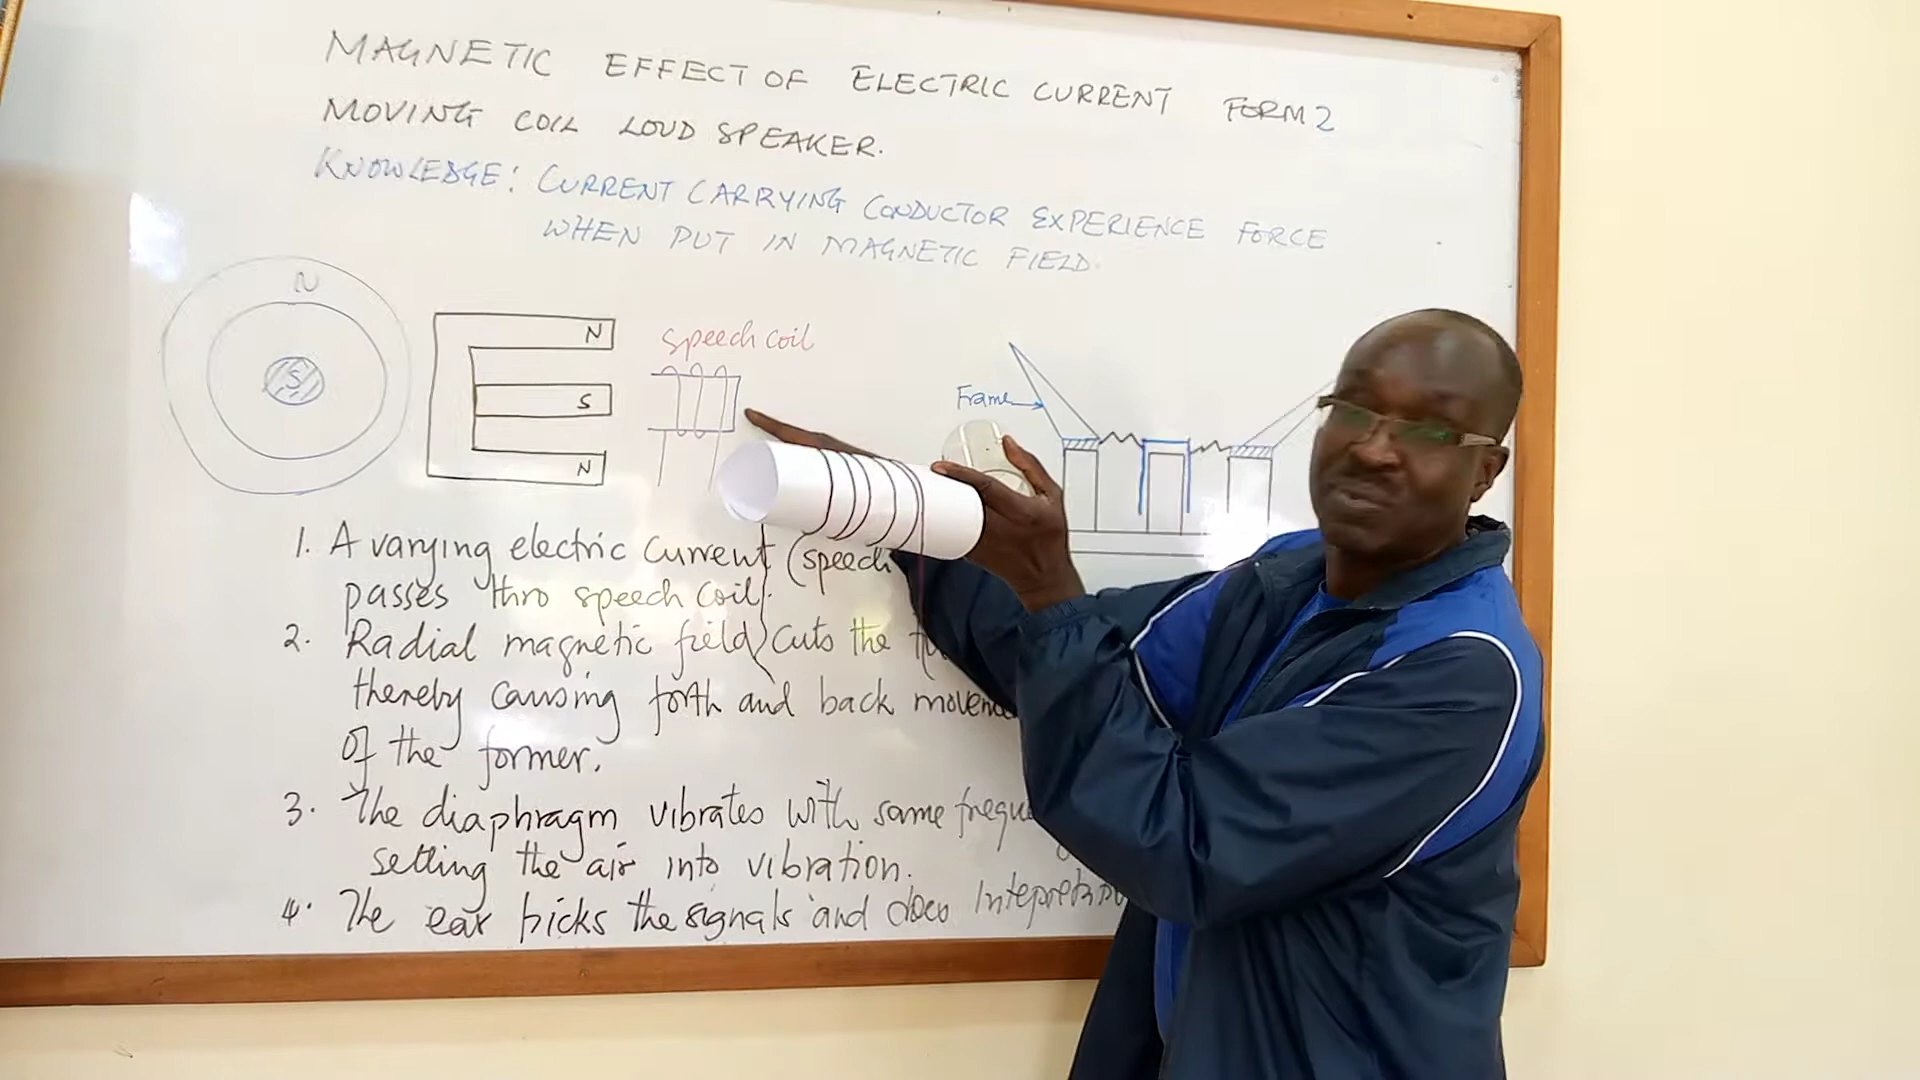 MAGNETIC EFFECT OF ELECTRIC CURRENT FORM 2
MOVING COIL LOUD SPEAKER.
KNOWLEDGE: CURRENT CARRYING CONDUCTOR EXPERIENCE FORCE
WHEN PUT IN MAGNETIC FIELD.
N
S
N
S
N
speech coil
Frame
1. A varying electric current (speech
passes thro speech coil.
2. Radial magnetic field cuts the
thereby causing forth and back
of the former.
3. The diaphragm vibrates with same
setting the air into vibration.
4. The ear picks the signals and does